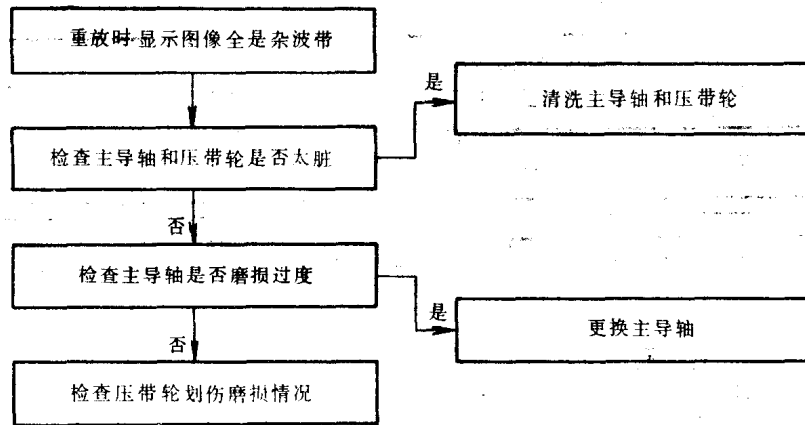 重放时显示图像全是杂波带
是
清洗主导轴和压带轮
检查主导轴和压带轮是否太脏
否
检查主导轴是否磨损过度
是
更换主导轴
否
检查压带轮划伤磨损情况